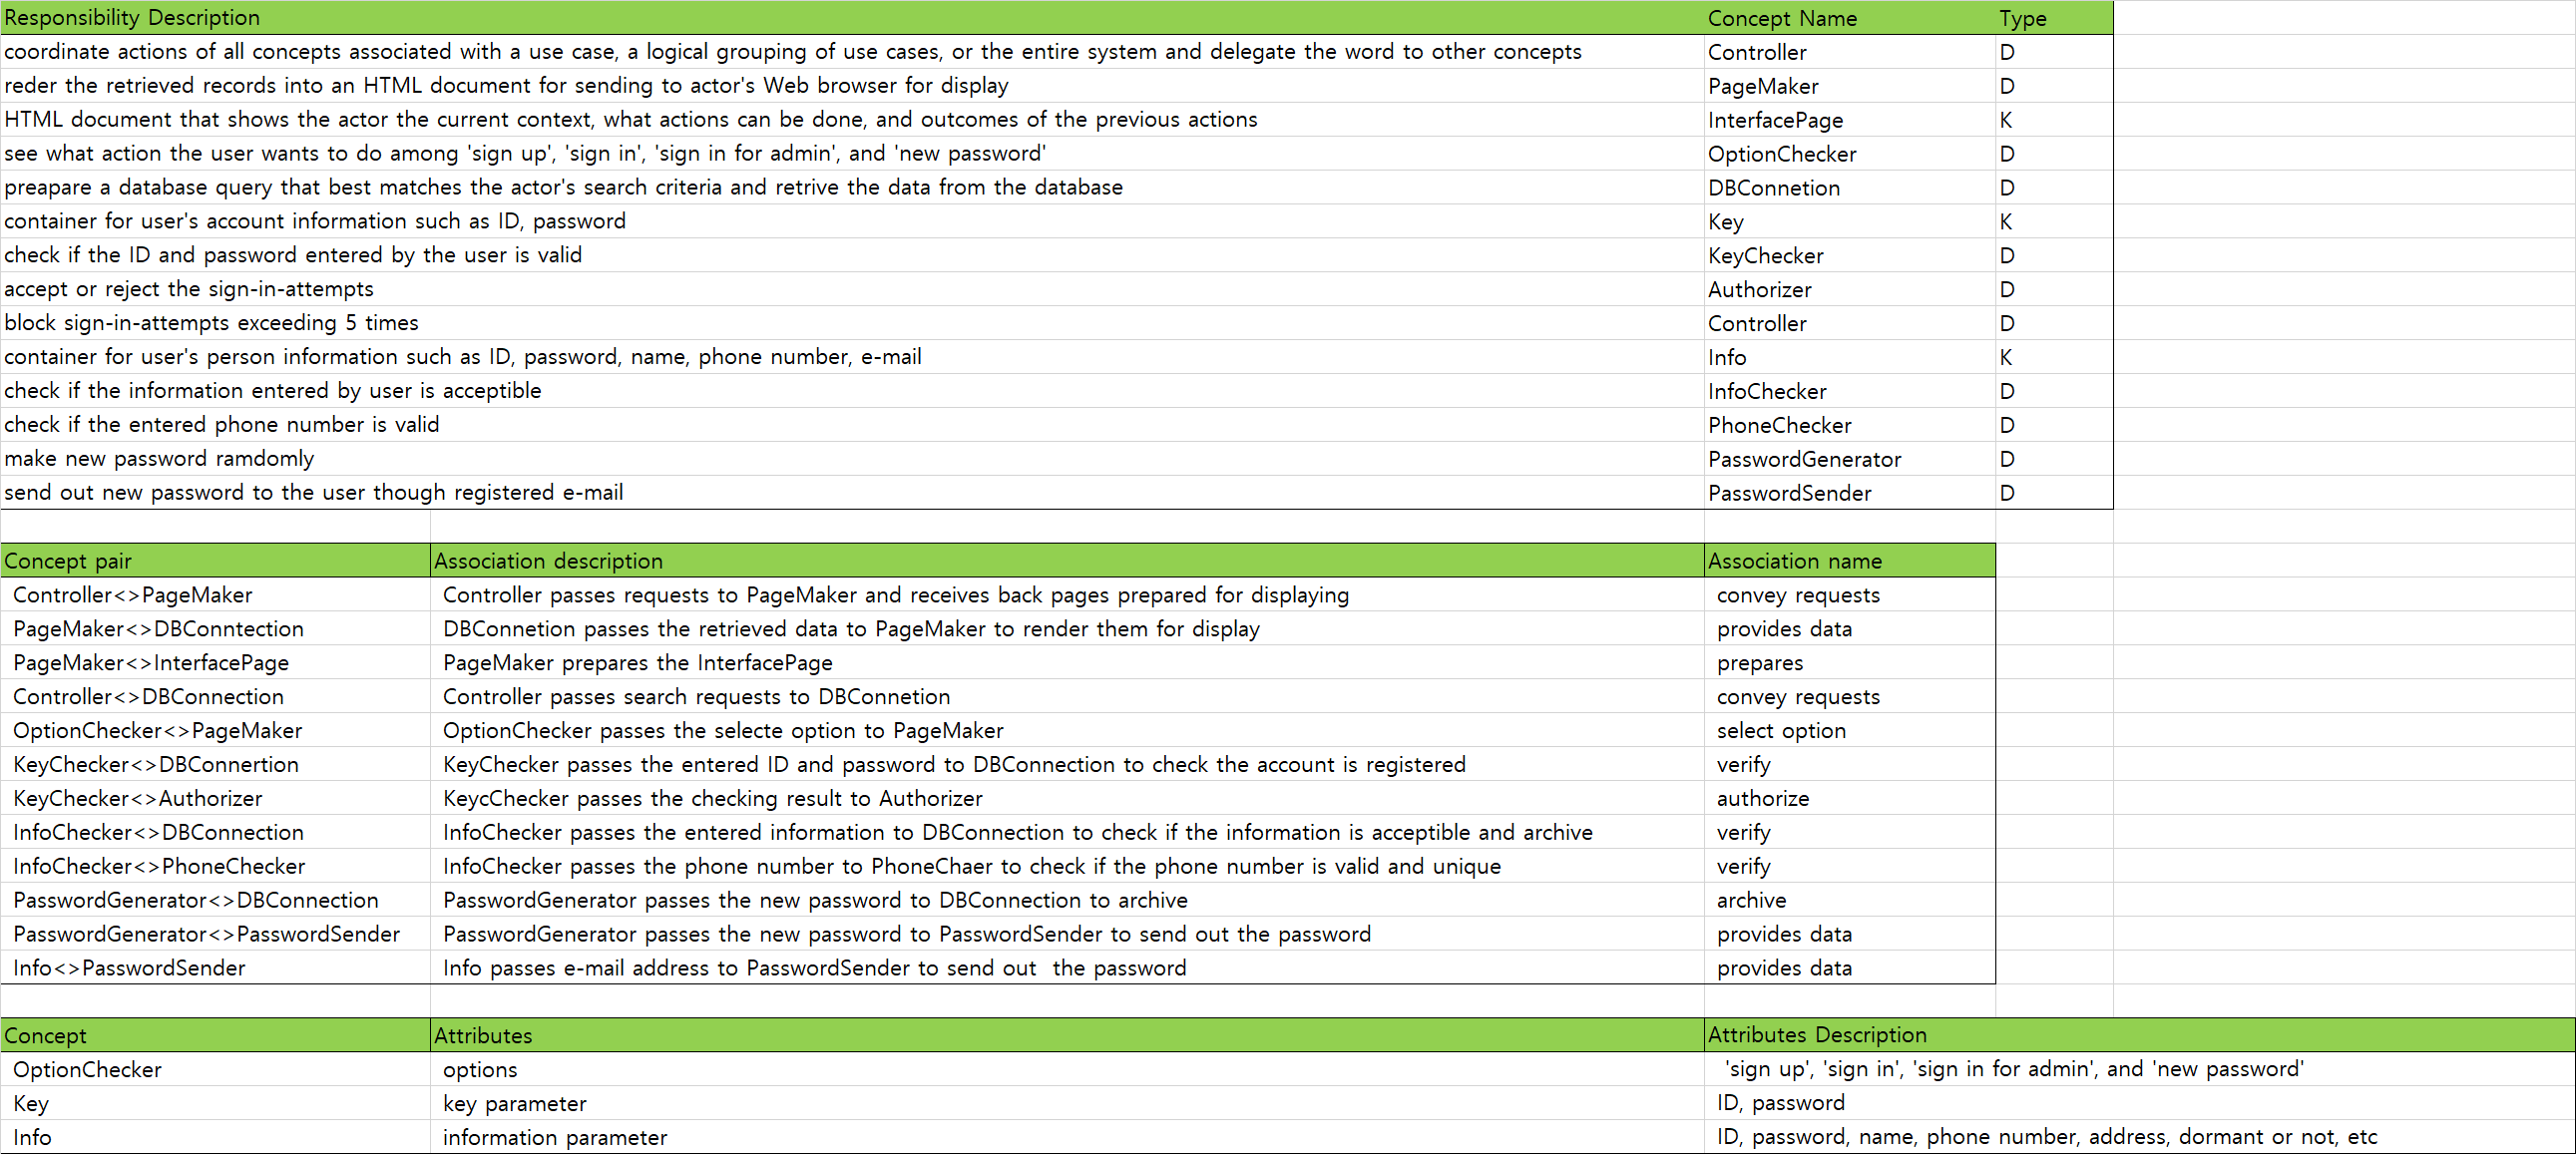 Responsibility Description Concept Name Type
coordinate actions of all concepts associated with a use case, a logical grouping of use cases, or the entire system and delegate the word to other concepts Controller D
reder the retrieved records into an HTML document for sending to actor's Web browser for display PageMaker D
HTML document that shows the actor the current context, what actions can be done, and outcomes of the previous actions InterfacePage K
see what action the user wants to do among 'sign up', 'sign in', 'sign in for admin', and 'new password' OptionChecker D
preapare a database query that best matches the actor's search criteria and retrive the data from the database DBConnetion D
container for user's account information such as ID, password Key K
check if the ID and password entered by the user is valid KeyChecker D
accept or reject the sign-in-attempts Authorizer D
block sign-in-attempts exceeding 5 times Controller D
container for user's person information such as ID, password, name, phone number, e-mail Info K
check if the information entered by user is acceptible InfoChecker D
check if the entered phone number is valid PhoneChecker D
make new password ramdomly PasswordGenerator D
send out new password to the user though registered e-mail PasswordSender D
Concept pair Association description Association name
Controller<>PageMaker Controller passes requests to PageMaker and receives back pages prepared for displaying convey requests
PageMaker<>DBConntection DBConnetion passes the retrieved data to PageMaker to render them for display provides data
PageMaker<>InterfacePage PageMaker prepares the InterfacePage prepares
Controller<>DBConnection Controller passes search requests to DBConnetion convey requests
OptionChecker<>PageMaker OptionChecker passes the selecte option to PageMaker select option
KeyChecker<>DBConnertion KeyChecker passes the entered ID and password to DBConnection to check the account is registered verify
KeyChecker<>Authorizer KeycChecker passes the checking result to Authorizer authorize
InfoChecker<>DBConnection InfoChecker passes the entered information to DBConnection to check if the information is acceptible and archive verify
InfoChecker<>PhoneChecker InfoChecker passes the phone number to PhoneChaer to check if the phone number is valid and unique verify
PasswordGenerator<>DBConnection PasswordGenerator passes the new password to DBConnection to archive archive
PasswordGenerator<>PasswordSender PasswordGenerator passes the new password to PasswordSender to send out the password provides data
Info<>PasswordSender Info passes e-mail address to PasswordSender to send out the password provides data
Concept Attributes Attributes Description
OptionChecker options 'sign up', 'sign in', 'sign in for admin', and 'new password'
Key key parameter ID, password
Info information parameter ID, password, name, phone number, address, dormant or not, etc